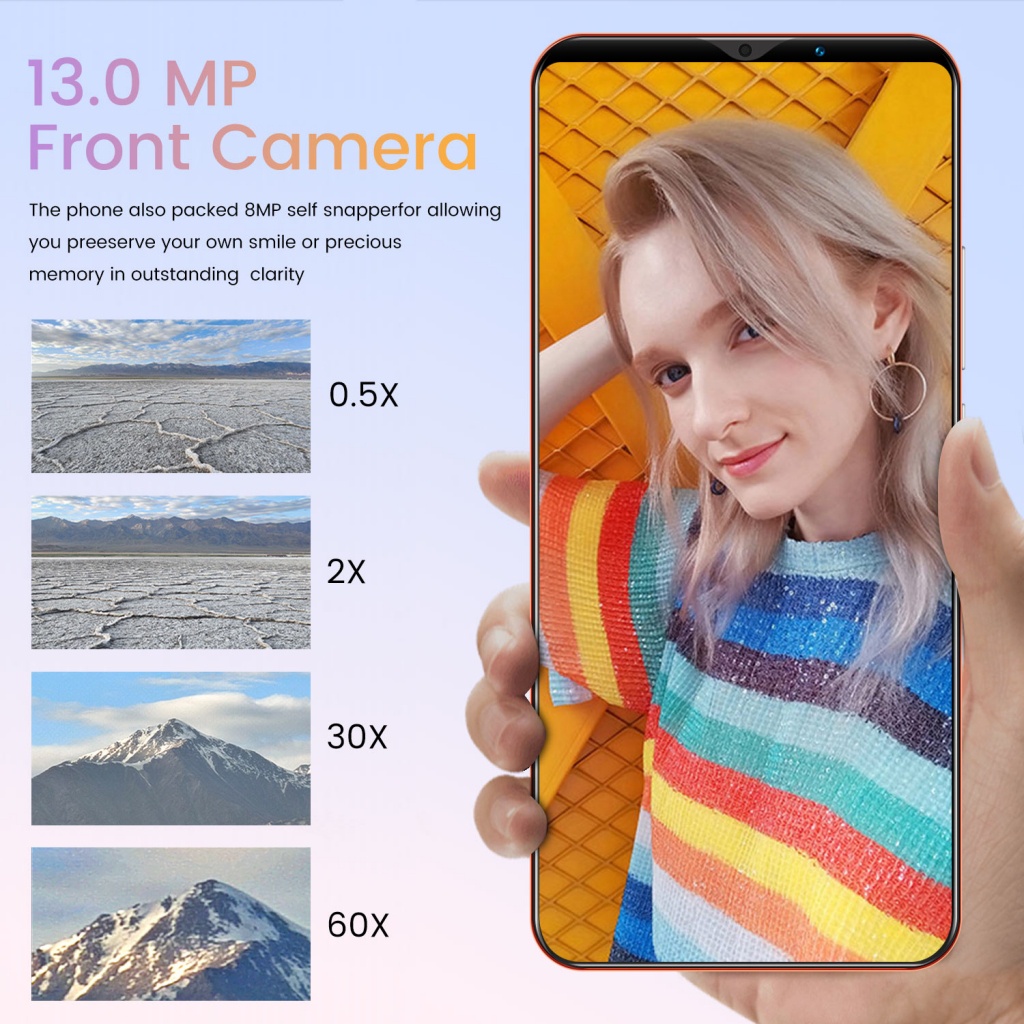 13.0 MP
Front Camera
The phone also packed 8MP self snapperfor allowing
you preeserve your own smile or precious
memory in outstanding clarity
0.5X
2X
30X
60X